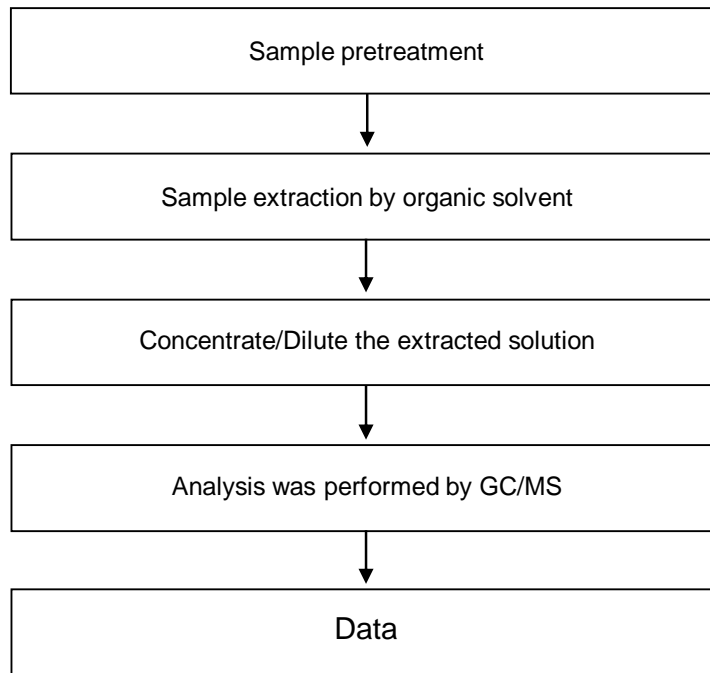 Sample pretreatment
Sample extraction by organic solvent
Concentrate/Dilute the extracted solution
Analysis was performed by GC/MS
Data